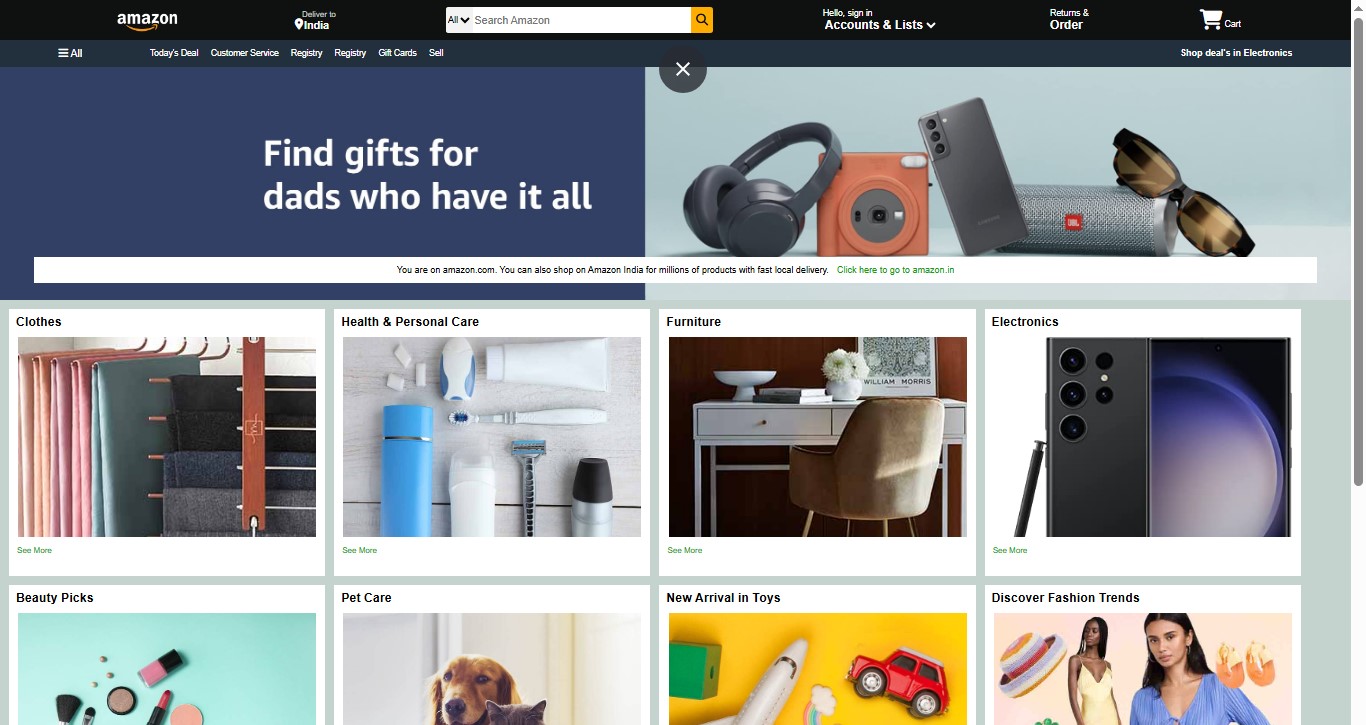 amazon
Deliver to
India
All
Search Amazon
Hello, sign in
Accounts & Lists
Returns &
Order
Cart
All
Today's Deal
Customer Service
Registry
Registry
Gift Cards
Sell
Shop deal's in Electronics
Find gifts for
dads who have it all
JBL
SAMSUNG
You are on amazon.com. You can also shop on Amazon India for millions of products with fast local delivery. Click here to go to amazon.in
Clothes
Health & Personal Care
Furniture
Electronics
WILLIAM MORRIS
See More
See More
See More
See More
Beauty Picks
Pet Care
New Arrival in Toys
Discover Fashion Trends